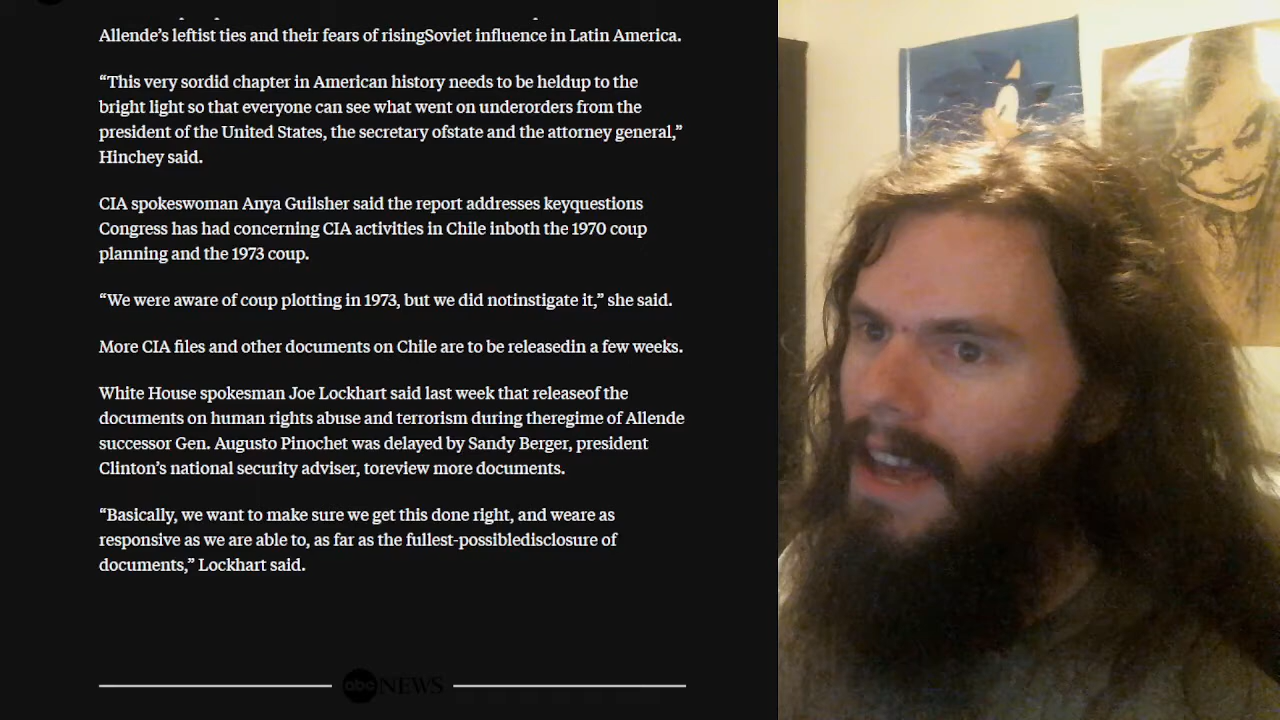 Allende’s leftist ties and their fears of risingSoviet influence in Latin America.
“This very sordid chapter in American history needs to be heldup to the
bright light so that everyone can see what went on underorders from the
president of the United States, the secretary ofstate and the attorney general,”
Hinchey said.
CIA spokeswoman Anya Guilsher said the report addresses keyquestions
Congress has had concerning CIA activities in Chile inboth the 1970 coup
planning and the 1973 coup.
“We were aware of coup plotting in 1973, but we did notinstigate it,” she said.
More CIA files and other documents on Chile are to be releasedin a few weeks.
White House spokesman Joe Lockhart said last week that releaseof the
documents on human rights abuse and terrorism during theregime of Allende
successor Gen. Augusto Pinochet was delayed by Sandy Berger, president
Clinton’s national security adviser, toreview more documents.
“Basically, we want to make sure we get this done right, and weare as
responsive as we are able to, as far as the fullest-possibledisclosure of
documents,” Lockhart said.
abc NEWS